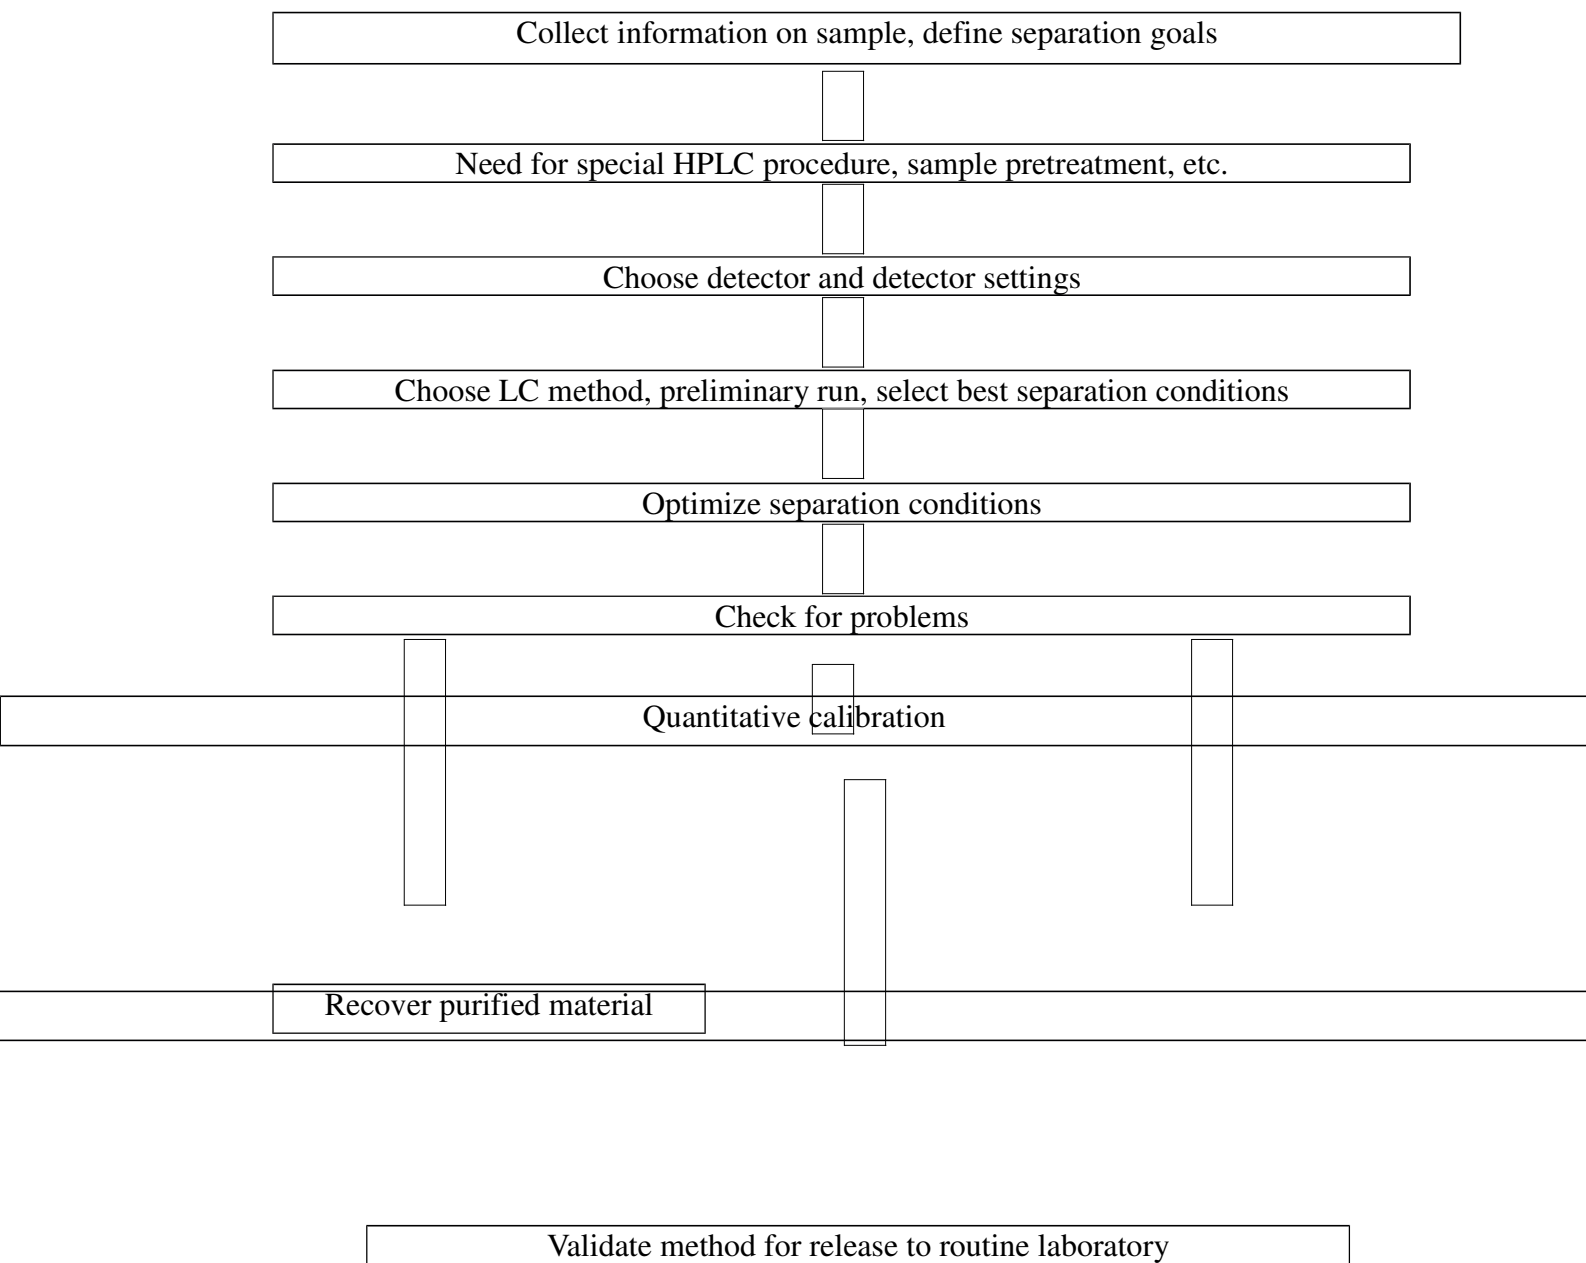 Collect information on sample, define separation goals
Need for special HPLC procedure, sample pretreatment, etc.
Choose detector and detector settings
Choose LC method, preliminary run, select best separation conditions
Optimize separation conditions
Check for problems
Quantitative calibration
Recover purified material
Validate method for release to routine laboratory